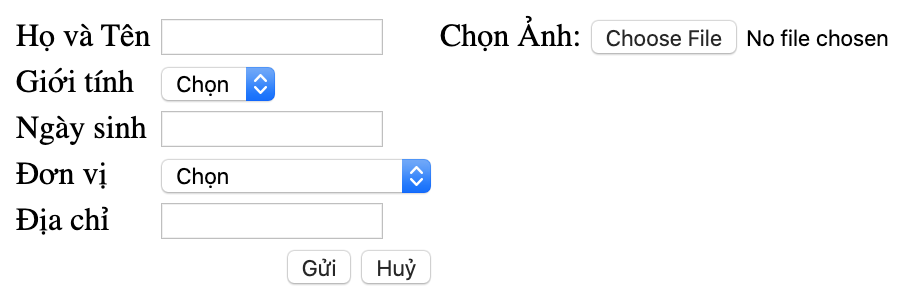 Họ và Tên Chọn Ảnh: Choose File No file chosen
Giới tính Chọn
Ngày sinh
Đơn vị Chọn
Địa chỉ
Gửi Huỷ